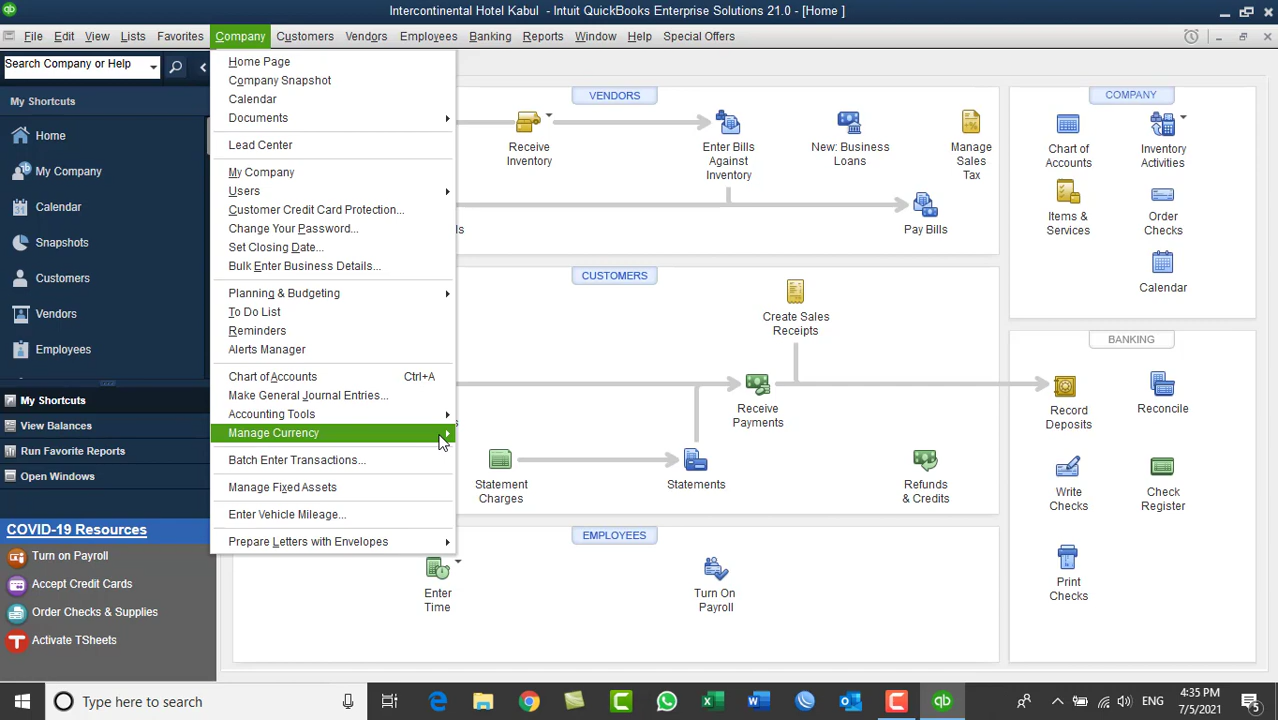 Intercontinental Hotel Kabul - Intuit QuickBooks Enterprise Solutions 21.0 - [Home ]
File Edit View Lists Favorites Company Customers Vendors Employees Banking Reports Window Help Special Offers
Search Company or Help
My Shortcuts
Home
My Company
Calendar
Snapshots
Customers
Vendors
Employees
My Shortcuts
View Balances
Run Favorite Reports
Open Windows
COVID-19 Resources
Turn on Payroll
Accept Credit Cards
Order Checks & Supplies
Activate TSheets
Home Page
Company Snapshot
Calendar
Documents
Lead Center
My Company
Users
Customer Credit Card Protection...
Change Your Password...
Set Closing Date...
Bulk Enter Business Details...
Planning & Budgeting
To Do List
Reminders
Alerts Manager
Chart of Accounts Ctrl+A
Make General Journal Entries...
Accounting Tools
Manage Currency
Batch Enter Transactions...
Manage Fixed Assets
Enter Vehicle Mileage...
Prepare Letters with Envelopes
VENDORS
Receive
Inventory
Enter Bills
Against
Inventory
New: Business
Loans
Manage
Sales
Tax
Pay Bills
CUSTOMERS
Create Sales
Receipts
Receive
Payments
Statement
Charges
Statements
Refunds
& Credits
EMPLOYEES
Enter
Time
Turn On
Payroll
COMPANY
Chart of
Accounts
Inventory
Activities
Items &
Services
Order
Checks
Calendar
BANKING
Record
Deposits
Reconcile
Write
Checks
Check
Register
Print
Checks
Type here to search
ENG
4:35 PM
7/5/2021
5